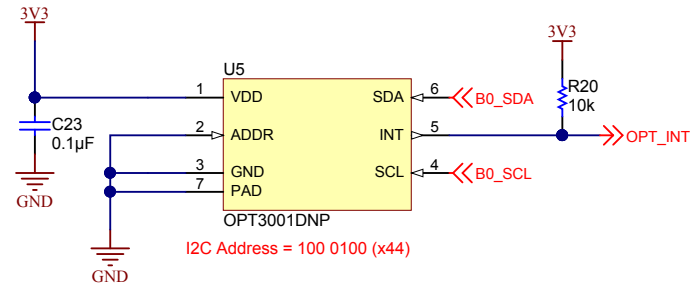 3V3
3V3
U5
1 VDD
SDA 6 B0_SDA
R20
10k
C23
0.1µF
2 ADDR
INT 5
OPT_INT
3 GND
SCL 4 B0_SCL
7 PAD
GND
OPT3001DNP
I2C Address = 100 0100 (x44)
GND